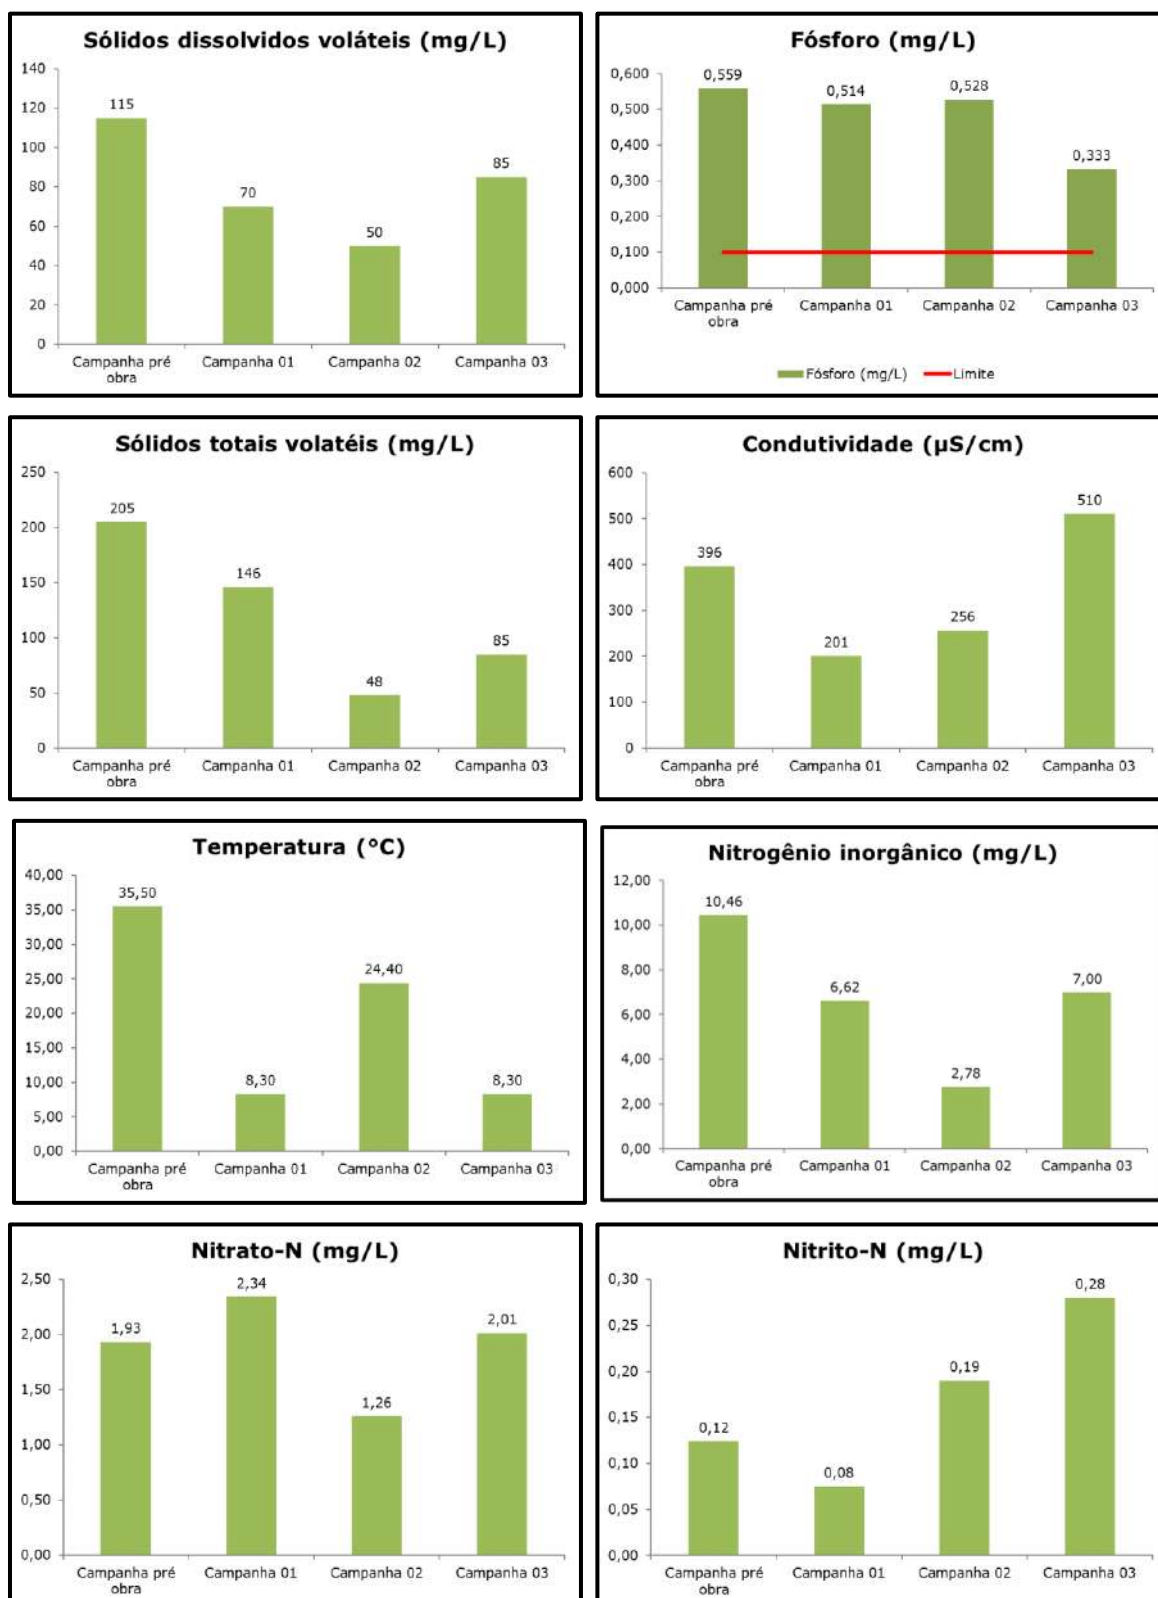 Sólidos dissolvidos voláteis (mg/L)
140
120
100
80
60
40
20
0
115
70
50
85
Campanha pré
obra
Campanha 01
Campanha 02
Campanha 03
Fósforo (mg/L)
0,600
0,500
0,400
0,300
0,200
0,100
0,000
0,559
0,514
0,528
0,333
Campanha pré
obra
Campanha 01
Campanha 02
Campanha 03
Fósforo (mg/L)
Limite
Sólidos totais volatéis (mg/L)
250
200
150
100
50
0
205
146
48
85
Campanha pré
obra
Campanha 01
Campanha 02
Campanha 03
Condutividade (µS/cm)
600
500
400
300
200
100
0
396
201
256
510
Campanha pré
obra
Campanha 01
Campanha 02
Campanha 03
Temperatura (°C)
40,00
35,00
30,00
25,00
20,00
15,00
10,00
5,00
0,00
35,50
8,30
24,40
8,30
Campanha pré
obra
Campanha 01
Campanha 02
Campanha 03
Nitrogênio inorgânico (mg/L)
12,00
10,00
8,00
6,00
4,00
2,00
0,00
10,46
6,62
2,78
7,00
Campanha pré
obra
Campanha 01
Campanha 02
Campanha 03
Nitrato-N (mg/L)
2,50
2,00
1,50
1,00
0,50
0,00
1,93
2,34
1,26
2,01
Campanha pré
obra
Campanha 01
Campanha 02
Campanha 03
Nitrito-N (mg/L)
0,30
0,25
0,20
0,15
0,10
0,05
0,00
0,12
0,08
0,19
0,28
Campanha pré
obra
Campanha 01
Campanha 02
Campanha 03